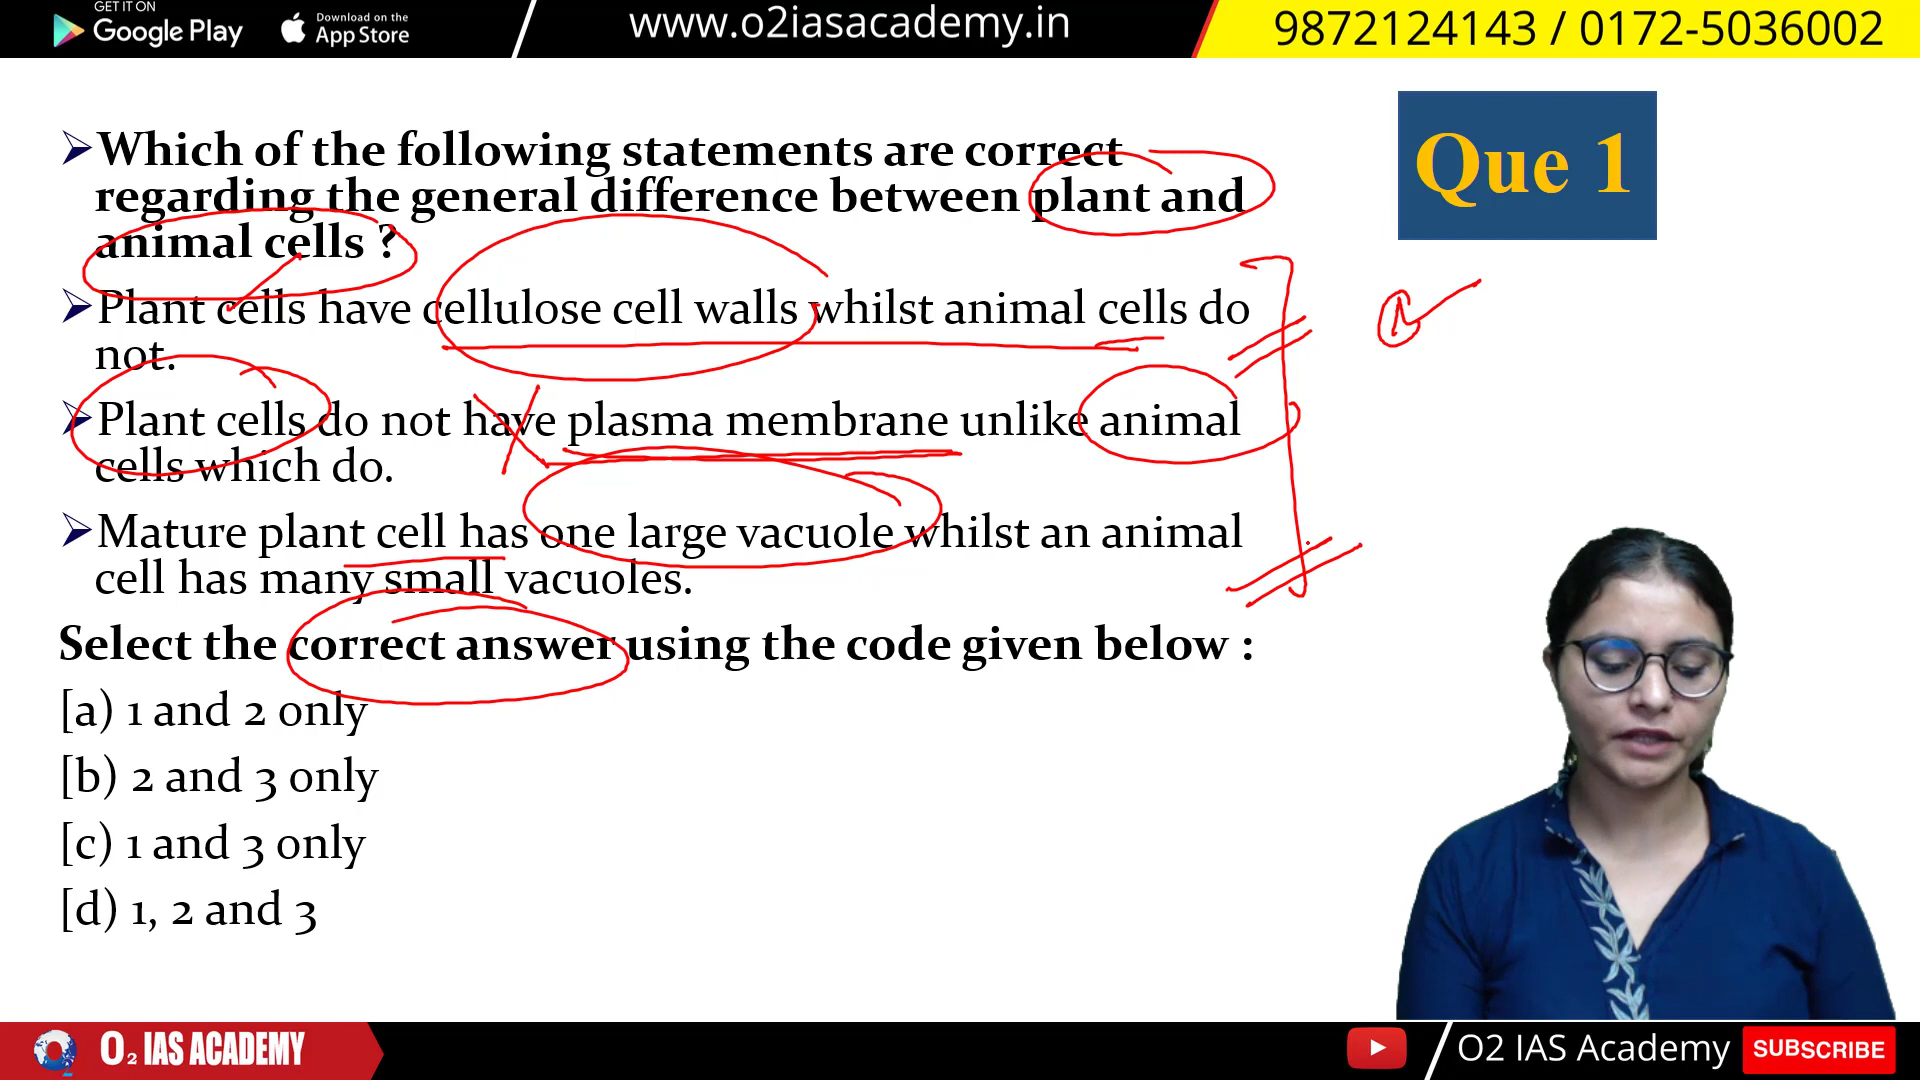 GET IT ON
Google Play
Download on the
App Store
www.o2iasacademy.in
9872124143 / 0172-5036002
Que 1
➤Which of the following statements are correct
regarding the general difference between plant and
animal cells ?
➤Plant cells have cellulose cell walls whilst animal cells do
not.
➤Plant cells do not have plasma membrane unlike animal
cells which do.
➤Mature plant cell has one large vacuole whilst an animal
cell has many small vacuoles.
Select the correct answer using the code given below :
[a) 1 and 2 only
[b) 2 and 3 only
[c) 1 and 3 only
[d) 1, 2 and 3
O2 IAS ACADEMY
O2 IAS Academy
SUBSCRIBE